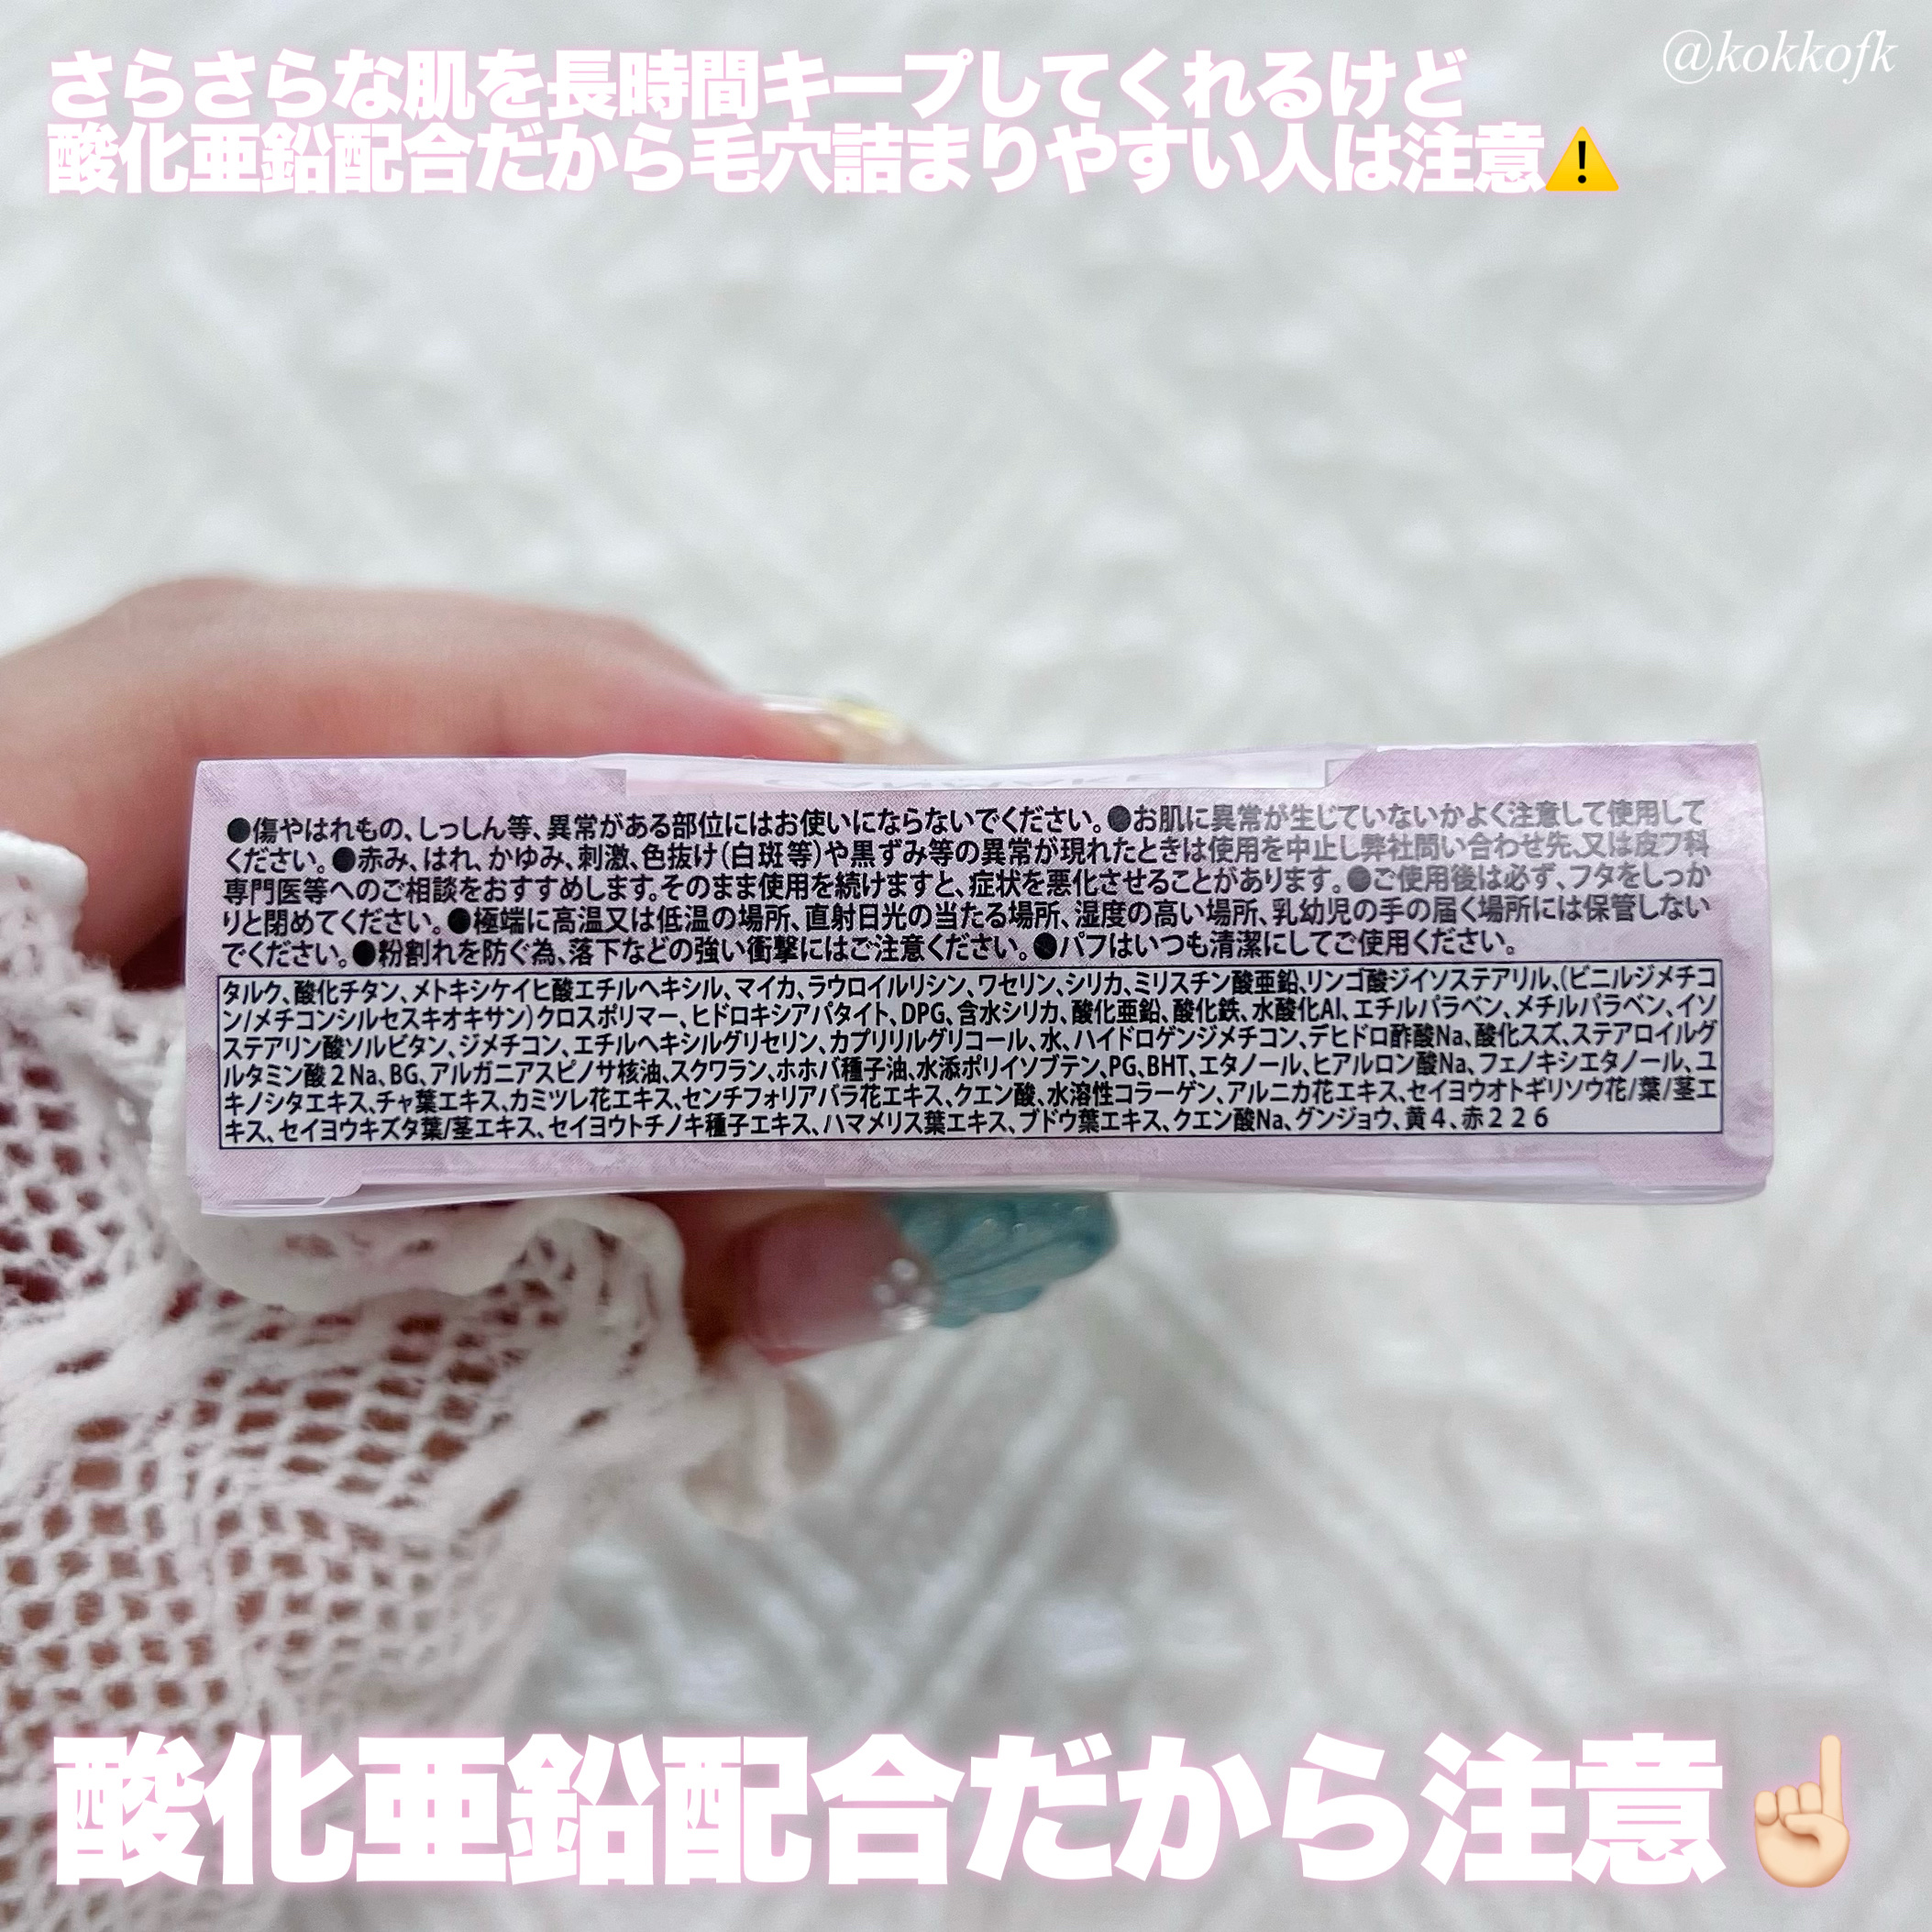 @kokkofk
さらさらな肌を長時間キープしてくれるけど
酸化亜鉛配合だから毛穴詰まりやすい人は注意⚠️
●傷やはれもの、しっしん等、異常がある部位にはお使いにならないでください。●お肌に異常が生じていないかよく注意して使用して
ください。●赤み、はれ、かゆみ、刺激、色抜け(白斑等)や黒ずみ等の異常が現れたときは使用を中止し弊社問い合わせ先、又は皮フ科
専門医等へのご相談をおすすめします。そのまま使用を続けますと、症状を悪化させることがあります。●ご使用後は必ず、フタをしっか
りと閉めてください。●極端に高温又は低温の場所、直射日光の当たる場所、湿度の高い場所、乳幼児の手の届く場所には保管しない
でください。●粉割れを防ぐ為、落下などの強い衝撃にはご注意ください。●パフはいつも清潔にしてご使用ください。
タルク、酸化チタン、メトキシケイヒ酸エチルヘキシル、マイカ、ラウロイルリシン、ワセリン、シリカ、ミリスチン酸亜鉛、リンゴ酸ジイソステアリル、(ビニルジメチコ
ン/メチコンシルセスキオキサン)クロスポリマー、ヒドロキシアパタイト、DPG、含水シリカ、酸化亜鉛、酸化鉄、水酸化Al、エチルパラベン、メチルパラベン、イソ
ステアリン酸ソルビタン、ジメチコン、エチルヘキシルグリセリン、カプリリルグリコール、水、ハイドロゲンジメチコン、デヒドロ酢酸Na、酸化スズ、ステアロイルグ
ルタミン酸2Na、BG、アルガニアスピノサ核油、スクワラン、ホホバ種子油、水添ポリイソブテン、PG、BHT、エタノール、ヒアルロン酸Na、フェノキシエタノール、ユ
キノシタエキス、チャ葉エキス、カミツレ花エキス、センチフォリアバラ花エキス、クエン酸、水溶性コラーゲン、アルニカ花エキス、セイヨウオトギリソウ花/葉/茎エ
キス、セイヨウキズタ葉/茎エキス、セイヨウトチノキ種子エキス、ハマメリス葉エキス、ブドウ葉エキス、クエン酸Na、グンジョウ、黄4、赤226
酸化亜鉛配合だから注意☝🏻